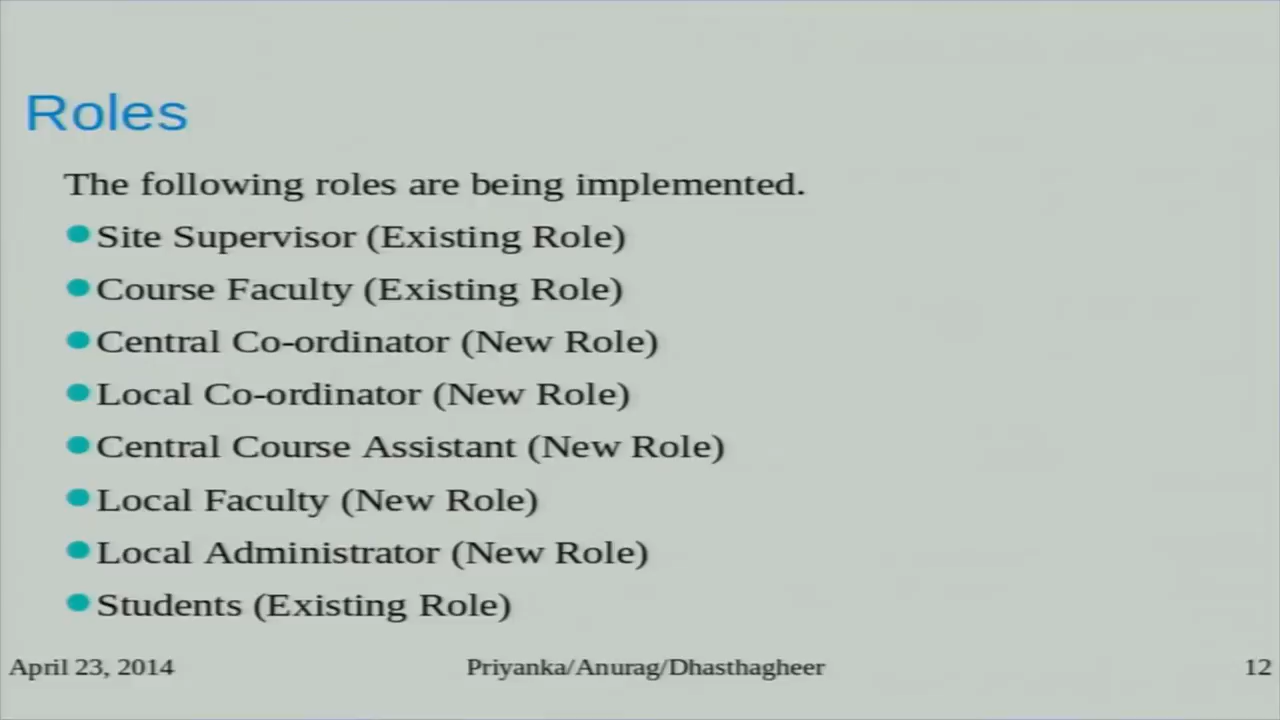 Roles
The following roles are being implemented.
Site Supervisor (Existing Role)
Course Faculty (Existing Role)
Central Co-ordinator (New Role)
Local Co-ordinator (New Role)
Central Course Assistant (New Role)
Local Faculty (New Role)
Local Administrator (New Role)
Students (Existing Role)
April 23, 2014
Priyanka/Anurag/Dhasthagheer
12